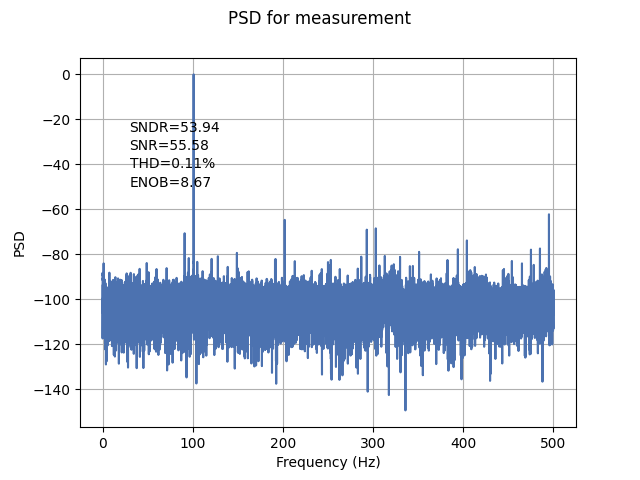 PSD for measurement
0
−20
−40
−60
−80
−100
−120
−140
PSD
SNDR=53.94
SNR=55.58
THD=0.11%
ENOB=8.67
0
100
200
300
400
500
Frequency (Hz)